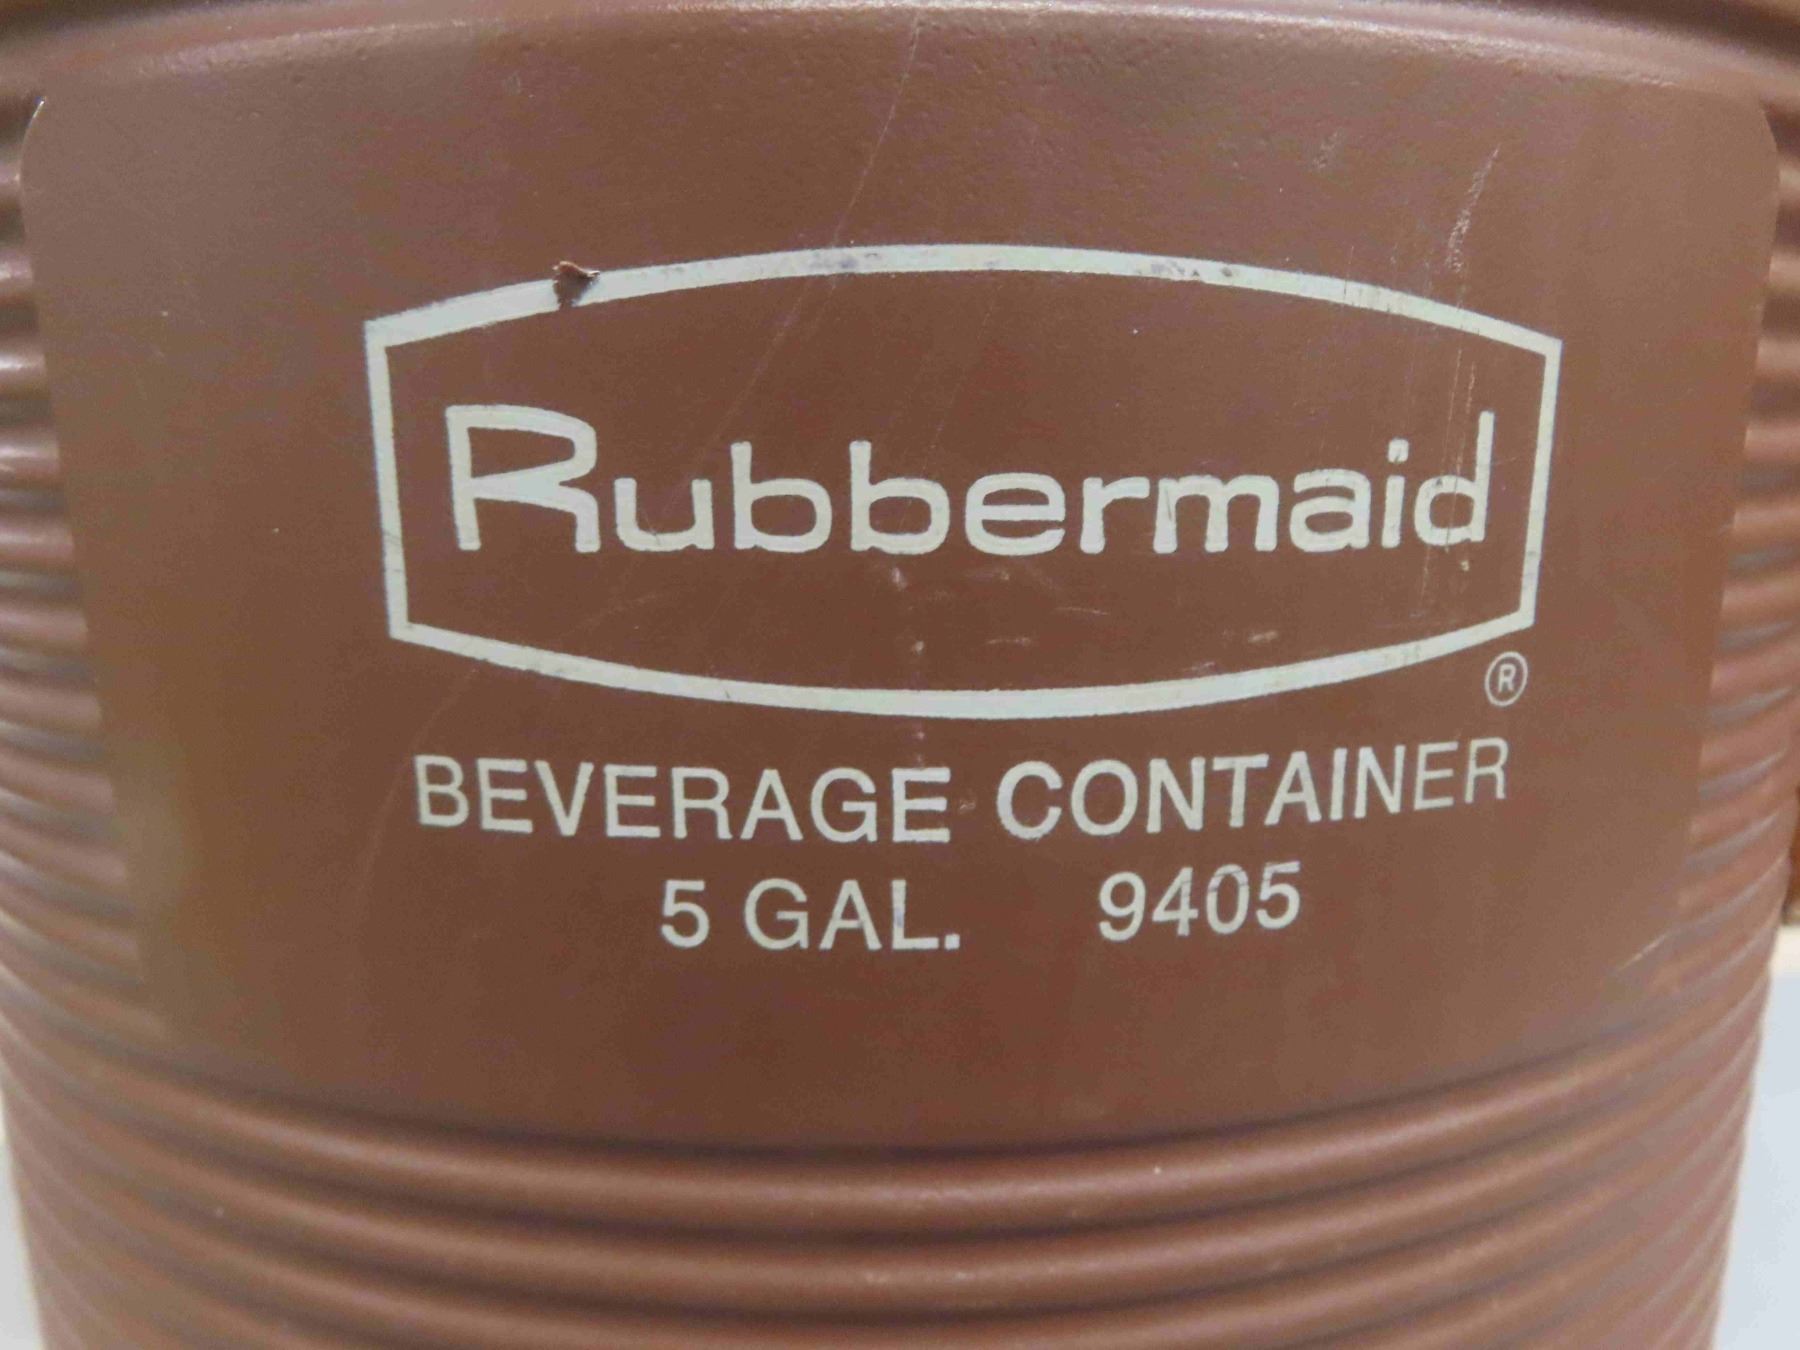 Rubbermaid
®
BEVERAGE CONTAINER
5 GAL. 9405